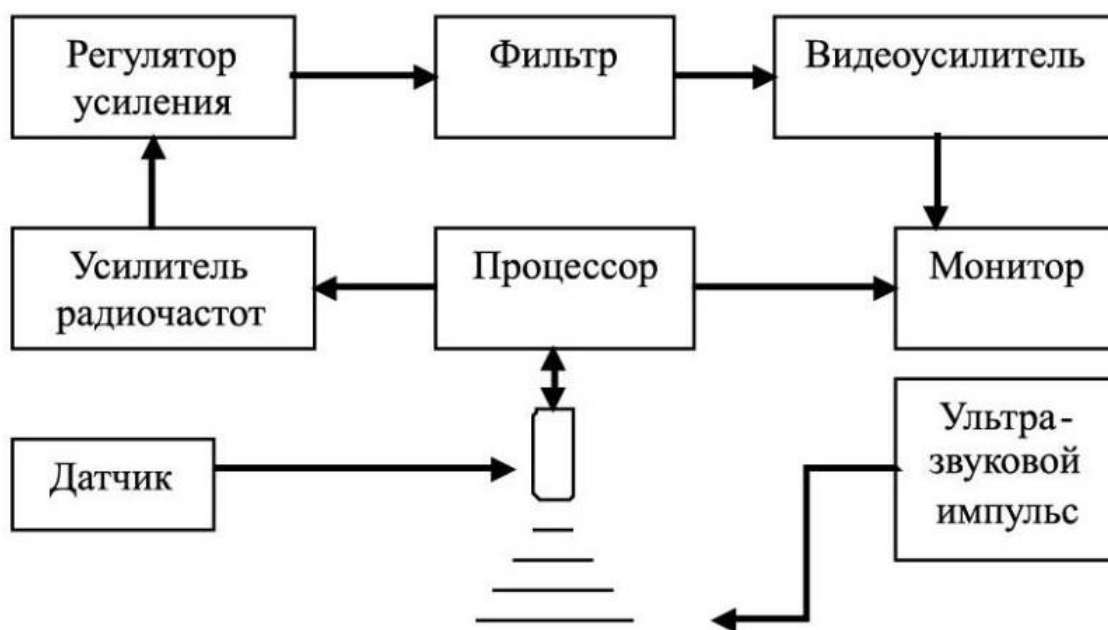 Регулятор
усиления
Фильтр
Видеоусилитель
Усилитель
радиочастот
Процессор
Монитор
Датчик
Ультра-
звуковой
импульс